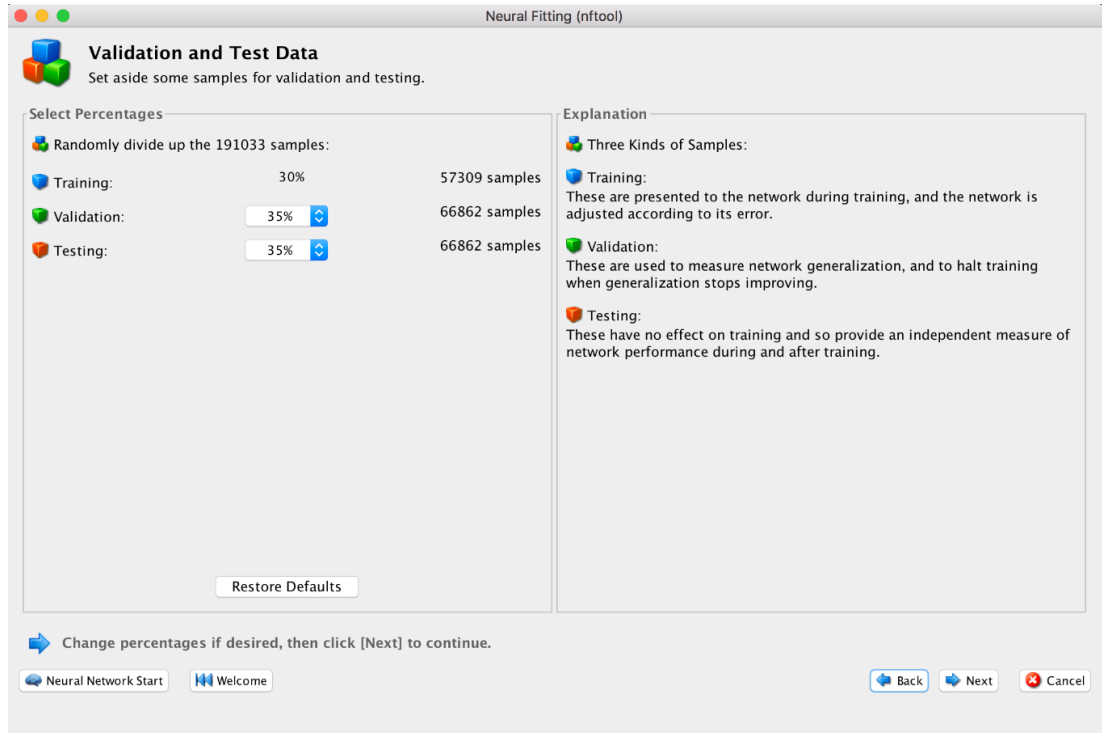 Neural Fitting (nftool)
Validation and Test Data
Set aside some samples for validation and testing.
Select Percentages
Randomly divide up the 191033 samples:
Training: 30% 57309 samples
Validation: 35% 66862 samples
Testing: 35% 66862 samples
Restore Defaults
Explanation
Three Kinds of Samples:
Training:
These are presented to the network during training, and the network is
adjusted according to its error.
Validation:
These are used to measure network generalization, and to halt training
when generalization stops improving.
Testing:
These have no effect on training and so provide an independent measure of
network performance during and after training.
Change percentages if desired, then click [Next] to continue.
Neural Network Start Welcome Back Next Cancel